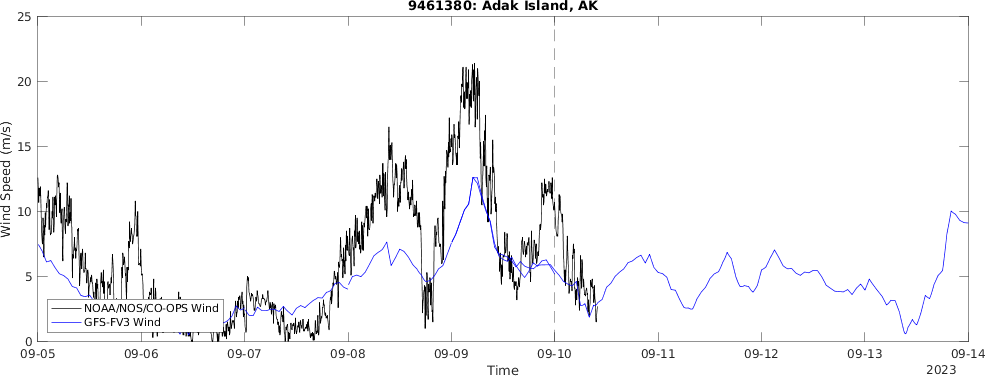 9461380: Adak Island, AK
25
20
15
10
5
0
Wind Speed (m/s)
NOAA/NOS/CO-OPS Wind
GFS-FV3 Wind
09-05 09-06 09-07 09-08 09-09 09-10 09-11 09-12 09-13 09-14
Time
2023